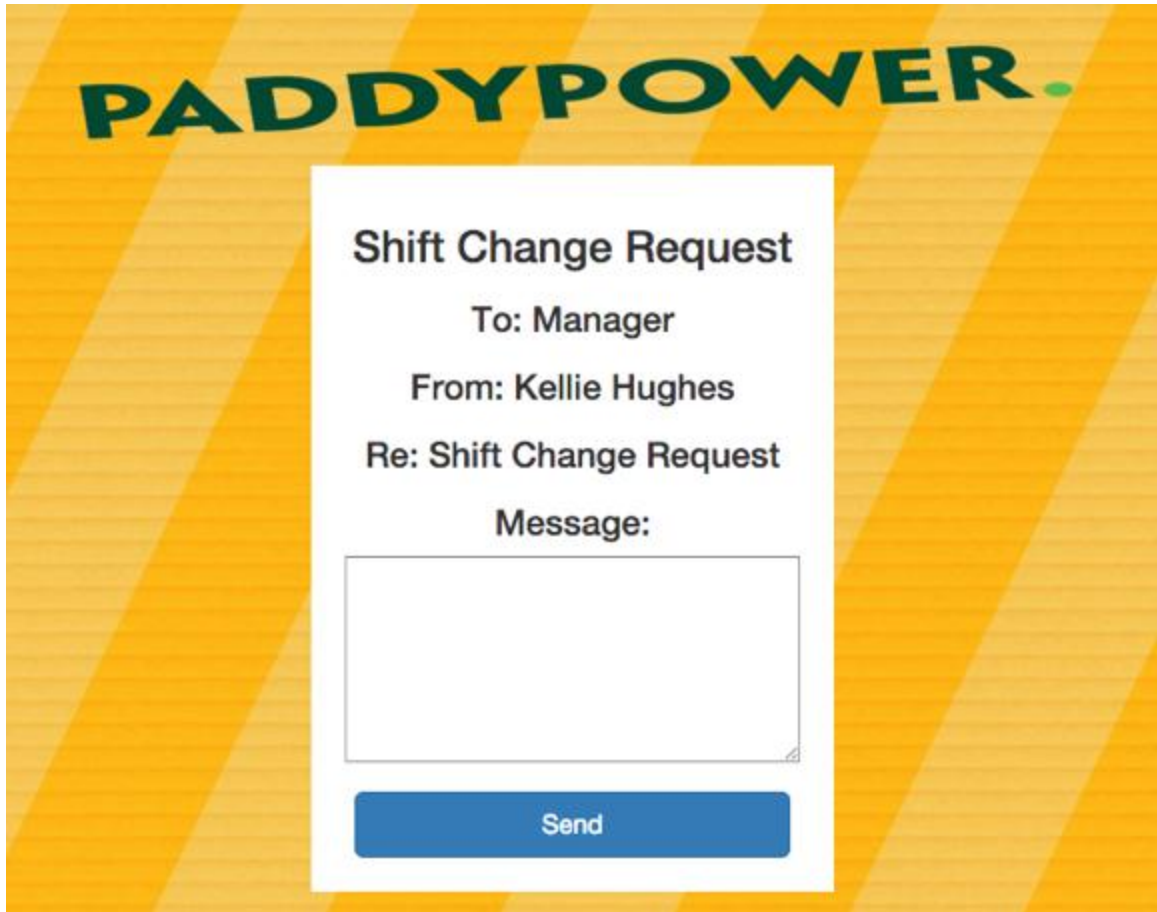 PADDYPOWER.
Shift Change Request
To: Manager
From: Kellie Hughes
Re: Shift Change Request
Message:
Send